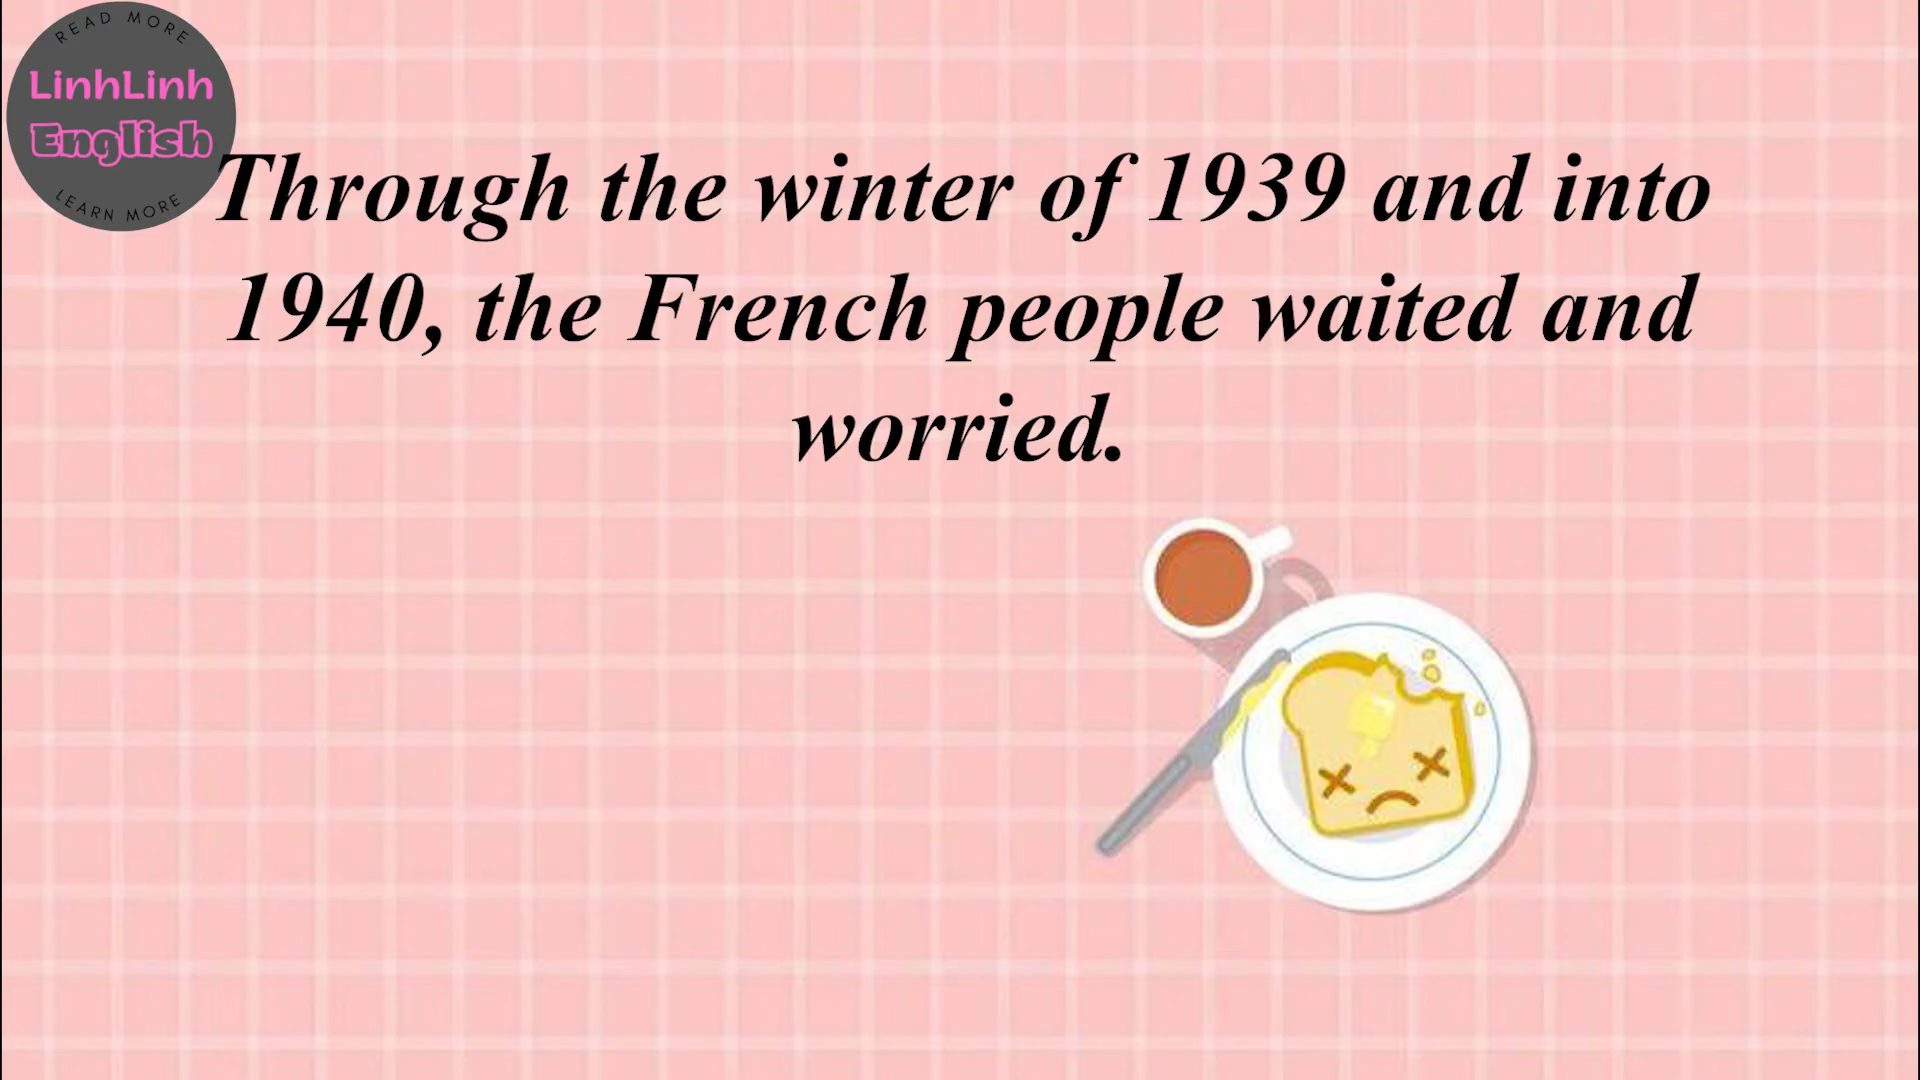 READ MORE
LinhLinh
English
LEARN MORE
Through the winter of 1939 and into
1940, the French people waited and
worried.